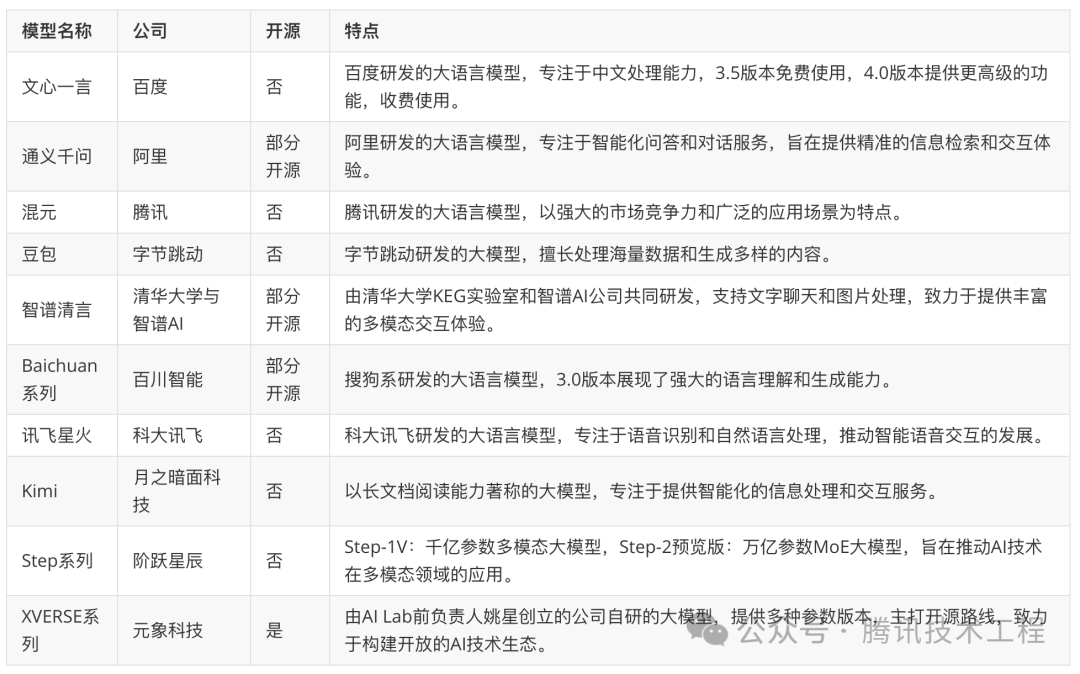 模型名称 公司 开源 特点
文心一言 百度 否 百度研发的大语言模型，专注于中文处理能力，3.5版本免费使用，4.0版本提供更高级的功
能，收费使用。
通义千问 阿里 部分
开源 阿里研发的大语言模型，专注于智能化问答和对话服务，旨在提供精准的信息检索和交互体
验。
混元 腾讯 否 腾讯研发的大语言模型，以强大的市场竞争力和广泛的应用场景为特点。
豆包 字节跳动 否 字节跳动研发的大模型，擅长处理海量数据和生成多样的内容。
智谱清言 清华大学与
智谱AI 部分
开源 由清华大学KEG实验室和智谱AI公司共同研发，支持文字聊天和图片处理，致力于提供丰富
的多模态交互体验。
Baichuan
系列 百川智能 部分
开源 搜狗系研发的大语言模型，3.0版本展现了强大的语言理解和生成能力。
讯飞星火 科大讯飞 否 科大讯飞研发的大语言模型，专注于语音识别和自然语言处理，推动智能语音交互的发展。
Kimi 月之暗面科
技 否 以长文档阅读能力著称的大模型，专注于提供智能化的信息处理和交互服务。
Step系列 阶跃星辰 否 Step-1V：千亿参数多模态大模型，Step-2预览版：万亿参数MoE大模型，旨在推动AI技术
在多模态领域的应用。
XVERSE系
列 元象科技 是 由AI Lab前负责人姚星创立的公司自研的大模型，提供多种参数版本，主打开源路线，致力
于构建开放的AI技术生态。
公众号 · 腾讯技术工程